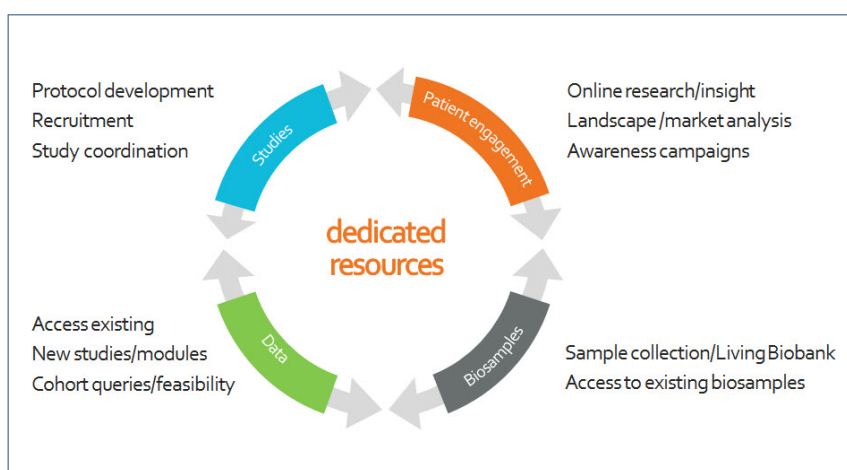 Protocol development
Recruitment
Study coordination
Studies
Patient engagement
Online research/insight
Landscape/market analysis
Awareness campaigns
dedicated
resources
Access existing
New studies/modules
Cohort queries/feasibility
Data
Biosamples
Sample collection/Living Biobank
Access to existing biosamples